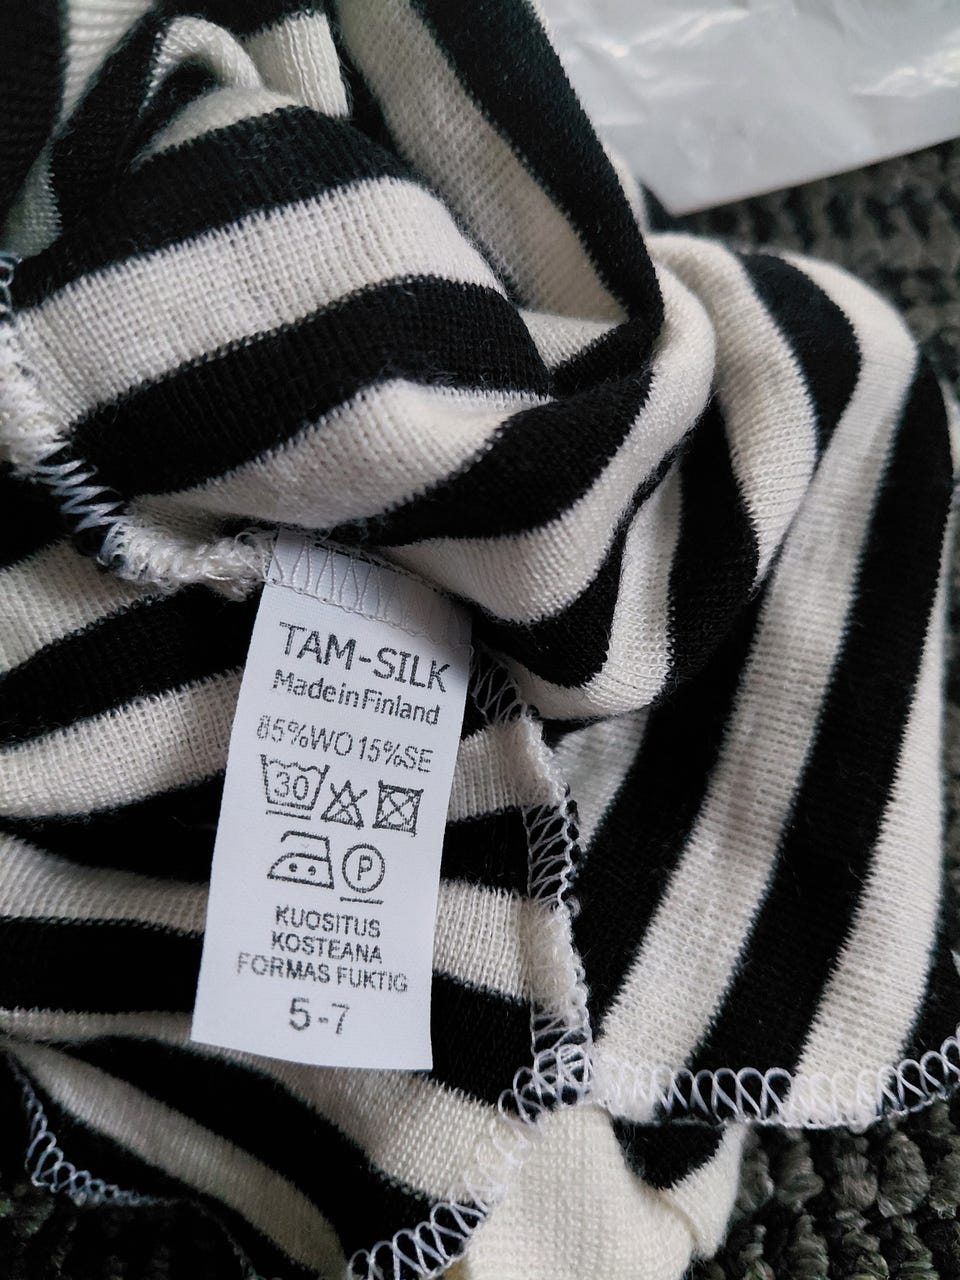 TAM-SILK
Made in Finland
85%WO 15%SE
30
P
KUOSITUS
KOSTEANA
FORMAS FUKTIG
5-7